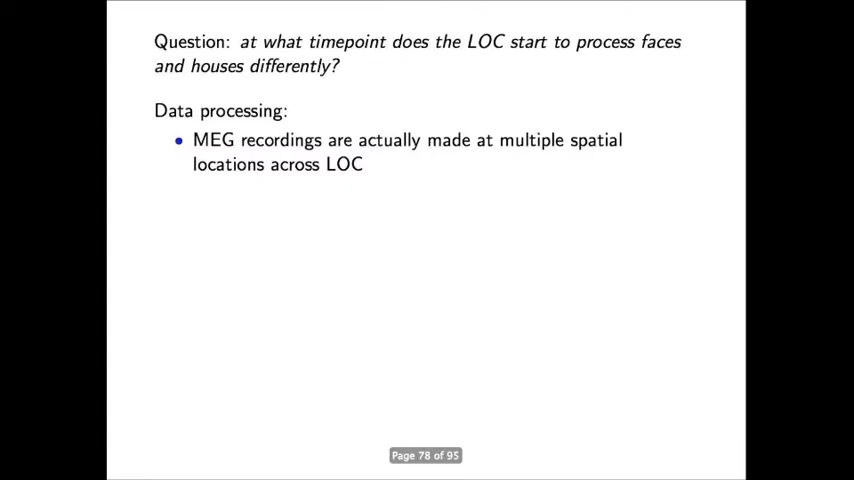 Question: at what timepoint does the LOC start to process faces
and houses differently?
Data processing:
• MEG recordings are actually made at multiple spatial
locations across LOC
Page 78 of 95